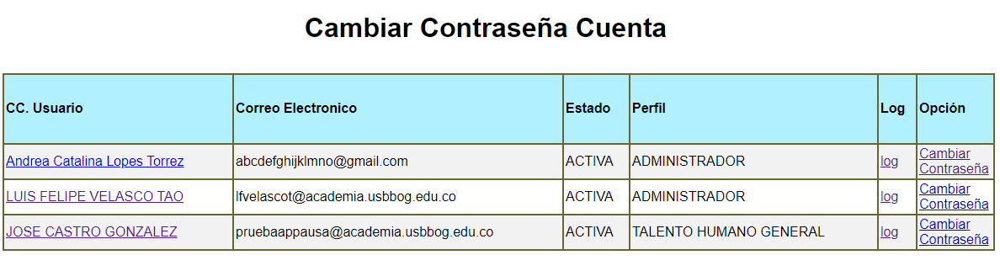 Cambiar Contraseña Cuenta
CC. Usuario Correo Electronico Estado Perfil Log Opción
Andrea Catalina Lopes Torrez abcdefghijklmno@gmail.com ACTIVA ADMINISTRADOR log Cambiar
Contraseña
LUIS FELIPE VELASCO TAO lfvelascot@academia.usbbog.edu.co ACTIVA ADMINISTRADOR log Cambiar
Contraseña
JOSE CASTRO GONZALEZ pruebaappausa@academia.usbbog.edu.co ACTIVA TALENTO HUMANO GENERAL log Cambiar
Contraseña